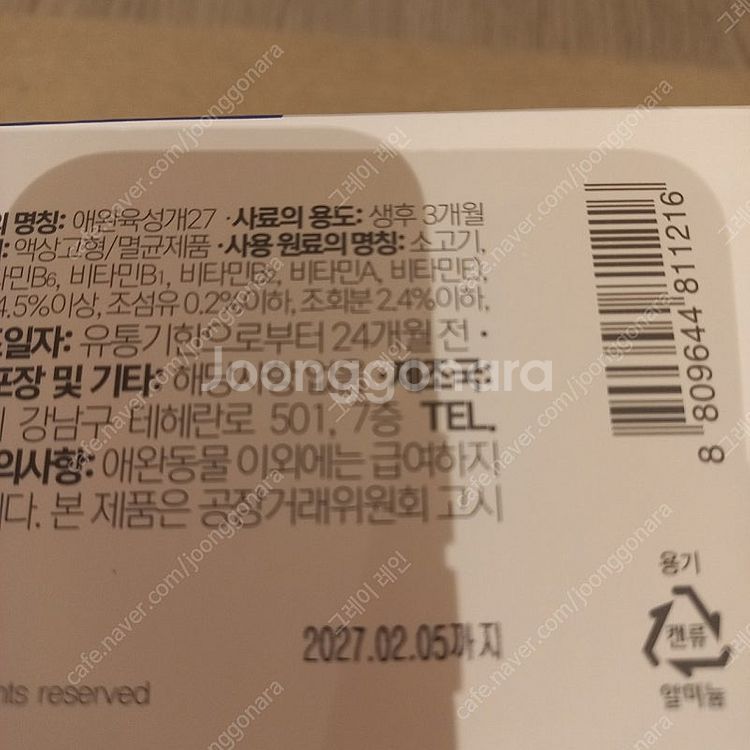 의 명칭: 애완육성개27 ·사료의 용도: 생후 3개월
: 액상고형/멸균제품 ·사용 원료의 명칭: 소고기,
타민B6, 비타민B1, 비타민B2, 비타민A, 비타민E),
4.5%이상, 조섬유 0.2%이하, 조회분 2.4%이하,
조일자: 유통기한으로부터 24개월 전 ·
포장 및 기타: 해당 제조국:
강남구 테헤란로 501, 7층 TEL.
의사항: 애완동물 이외에는 급여하지
니다. 본 제품은 공정거래위원회 고시
2027.02.05까지
nts reserved
8 809644 811216
용기
캔류
알미늄
Joonggonara
cafe.naver.com/joonggonara
그레이 레인